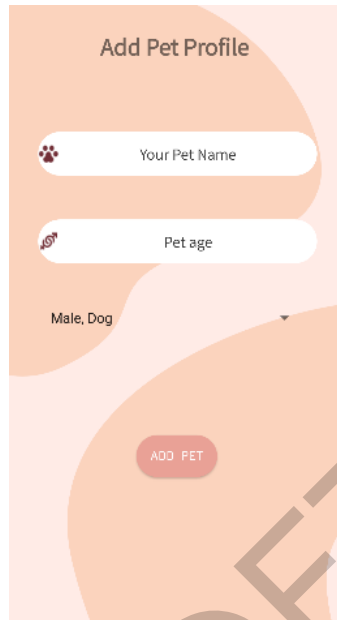 Add Pet Profile
Your Pet Name
Pet age
Male, Dog
ADD PET